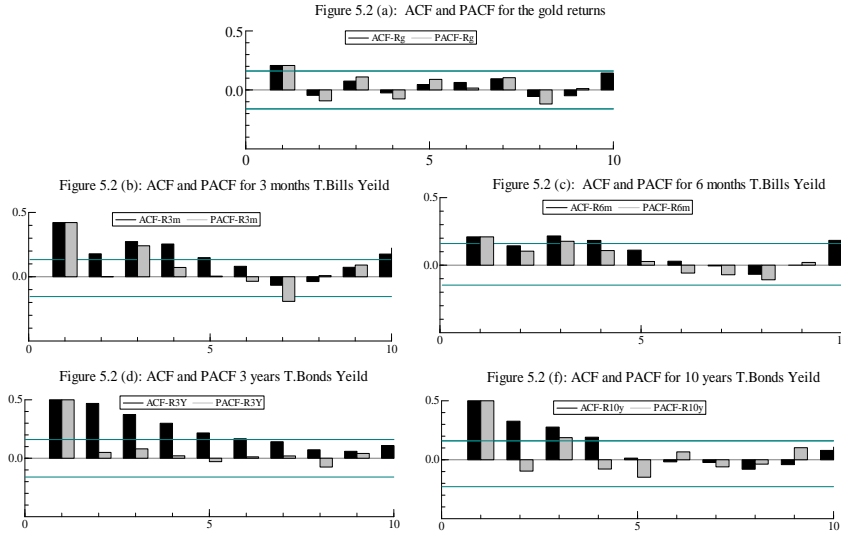 Figure 5.2 (a): ACF and PACF for the gold returns
ACF-Rg PACF-Rg
0.5
0.0
0 5 10
Figure 5.2 (b): ACF and PACF for 3 months T.Bills Yeild
ACF-R3m PACF-R3m
0.5
0.0
0 5 10
Figure 5.2 (c): ACF and PACF for 6 months T.Bills Yeild
ACF-R6m PACF-R6m
0.5
0.0
0 5 10
Figure 5.2 (d): ACF and PACF 3 years T.Bonds Yeild
ACF-R3Y PACF-R3Y
0.5
0.0
0 5 10
Figure 5.2 (f): ACF and PACF for 10 years T.Bonds Yeild
ACF-R10y PACF-R10y
0.5
0.0
0 5 10